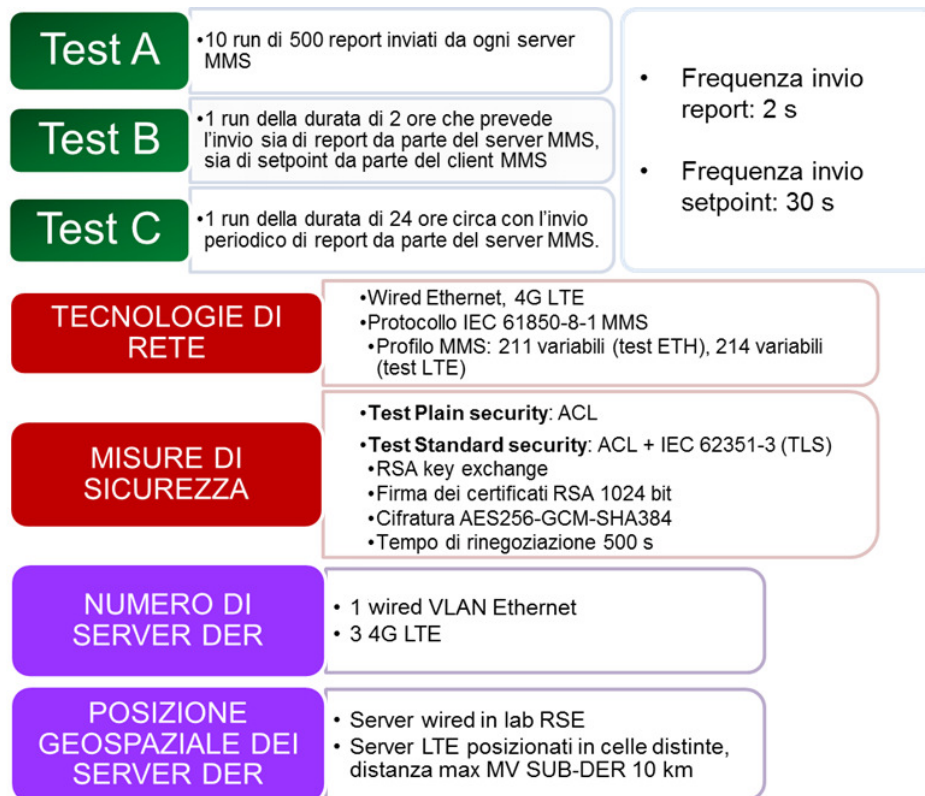 Test A
•10 run di 500 report inviati da ogni server
MMS
Test B
•1 run della durata di 2 ore che prevede
l'invio sia di report da parte del server MMS,
sia di setpoint da parte del client MMS
Test C
•1 run della durata di 24 ore circa con l'invio
periodico di report da parte del server MMS.
• Frequenza invio
report: 2 s
• Frequenza invio
setpoint: 30 s
TECNOLOGIE DI
RETE
•Wired Ethernet, 4G LTE
•Protocollo IEC 61850-8-1 MMS
•Profilo MMS: 211 variabili (test ETH), 214 variabili
(test LTE)
MISURE DI
SICUREZZA
•Test Plain security: ACL
•Test Standard security: ACL + IEC 62351-3 (TLS)
•RSA key exchange
•Firma dei certificati RSA 1024 bit
•Cifratura AES256-GCM-SHA384
•Tempo di rinegoziazione 500 s
NUMERO DI
SERVER DER
• 1 wired VLAN Ethernet
• 3 4G LTE
POSIZIONE
GEOSPAZIALE DEI
SERVER DER
• Server wired in lab RSE
• Server LTE posizionati in celle distinte,
distanza max MV SUB-DER 10 km